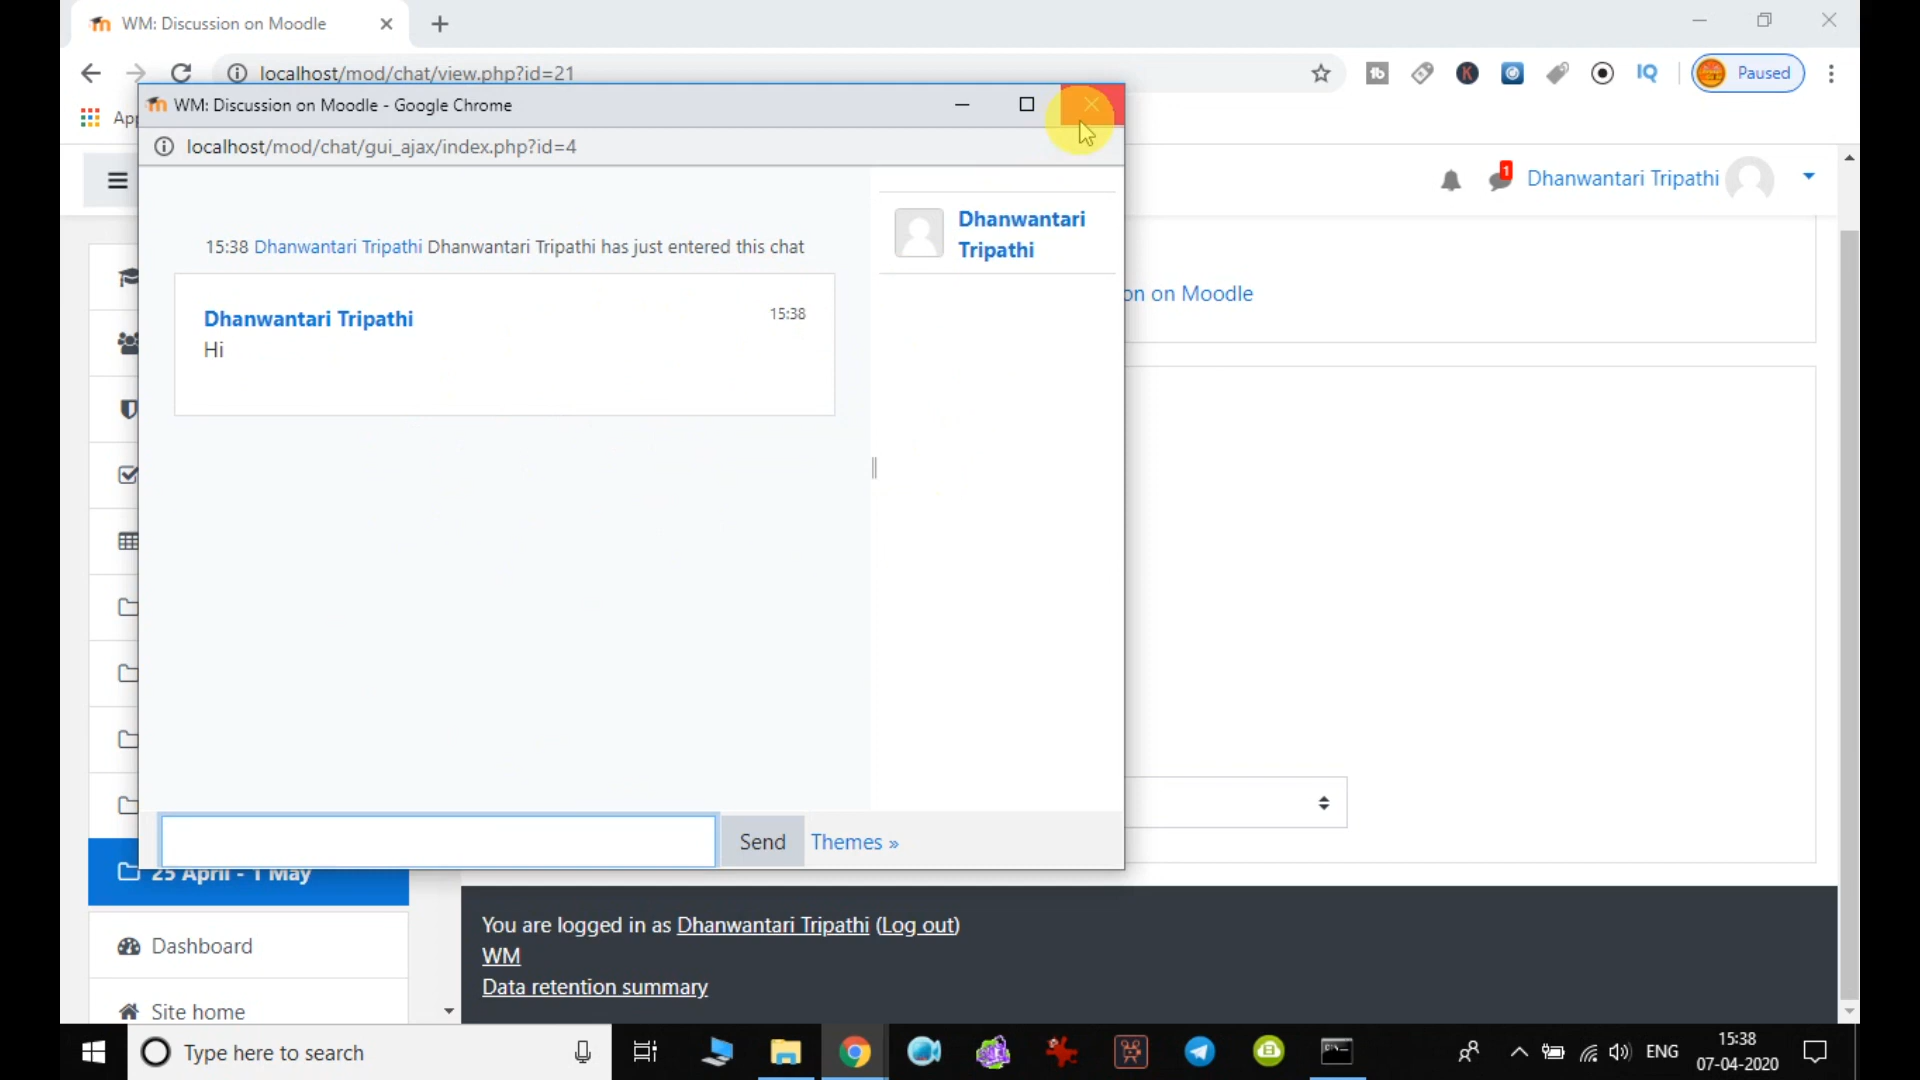 WM: Discussion on Moodle
localhost/mod/chat/view.php?id=21
IQ
Paused
WM: Discussion on Moodle - Google Chrome
localhost/mod/chat/gui_ajax/index.php?id=4
1
Dhanwantari Tripathi
15:38 Dhanwantari Tripathi Dhanwantari Tripathi has just entered this chat
Dhanwantari
Tripathi
on on Moodle
Dhanwantari Tripathi
15:38
Hi
Send
Themes »
25 April - 1 May
Dashboard
Site home
You are logged in as Dhanwantari Tripathi (Log out)
WM
Data retention summary
Type here to search
ENG
15:38
07-04-2020